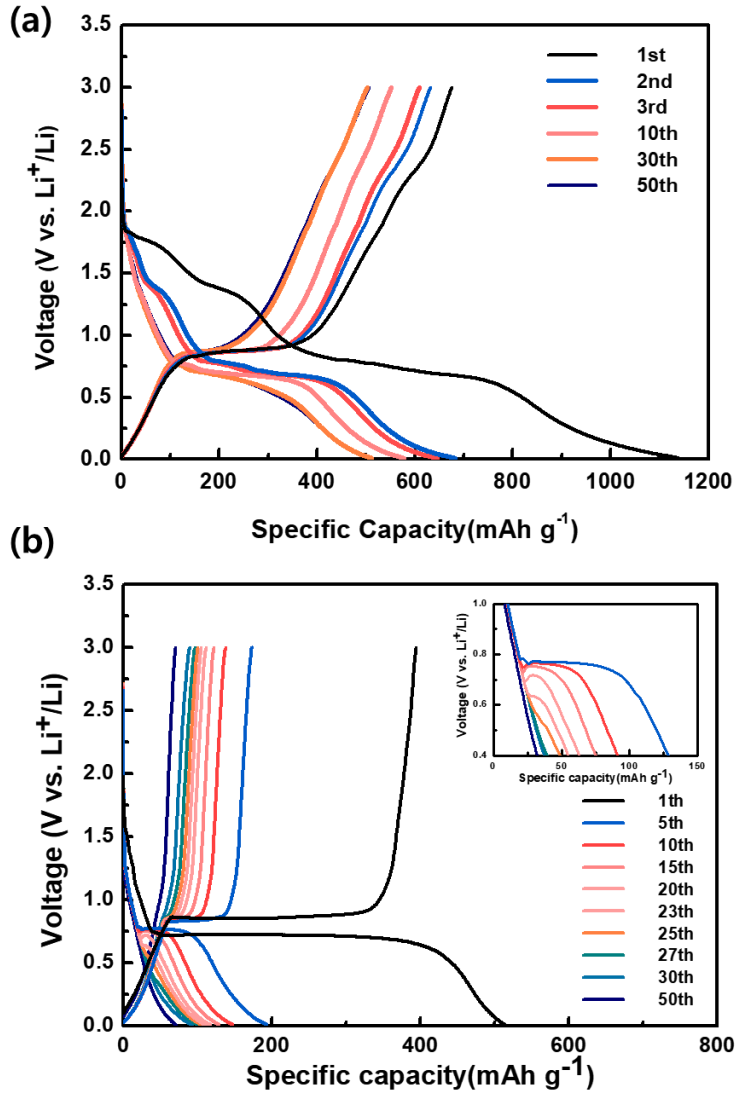 (a)
3.5
3.0
2.5
2.0
1.5
1.0
0.5
0.0
Voltage (V vs. Li⁺/Li)
1st
2nd
3rd
10th
30th
50th
0
200
400
600
800
1000
1200
Specific Capacity(mAh g⁻¹)
(b)
3.5
3.0
2.5
2.0
1.5
1.0
0.5
0.0
Voltage (V vs. Li⁺/Li)
1.0
0.8
0.6
0.4
Voltage (V vs. Li⁺/Li)
0
50
100
150
Specific capacity(mAh g⁻¹)
1th
5th
10th
15th
20th
23th
25th
27th
30th
50th
0
200
400
600
800
Specific capacity(mAh g⁻¹)